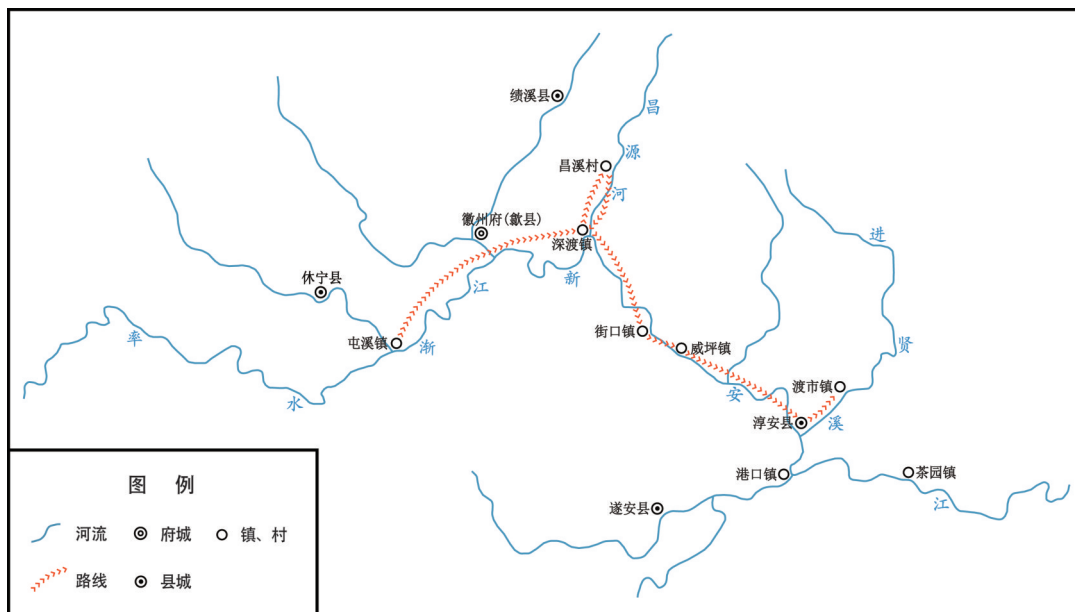 绩溪县
昌
源
河
昌溪村
徽州府(歙县)
深渡镇
新
江
渐
休宁县
屯溪镇
率
水
街口镇
威坪镇
安
进
贤
溪
渡市镇
淳安县
港口镇
茶园镇
江
遂安县
图 例
河流
府城
镇、村
路线
县城